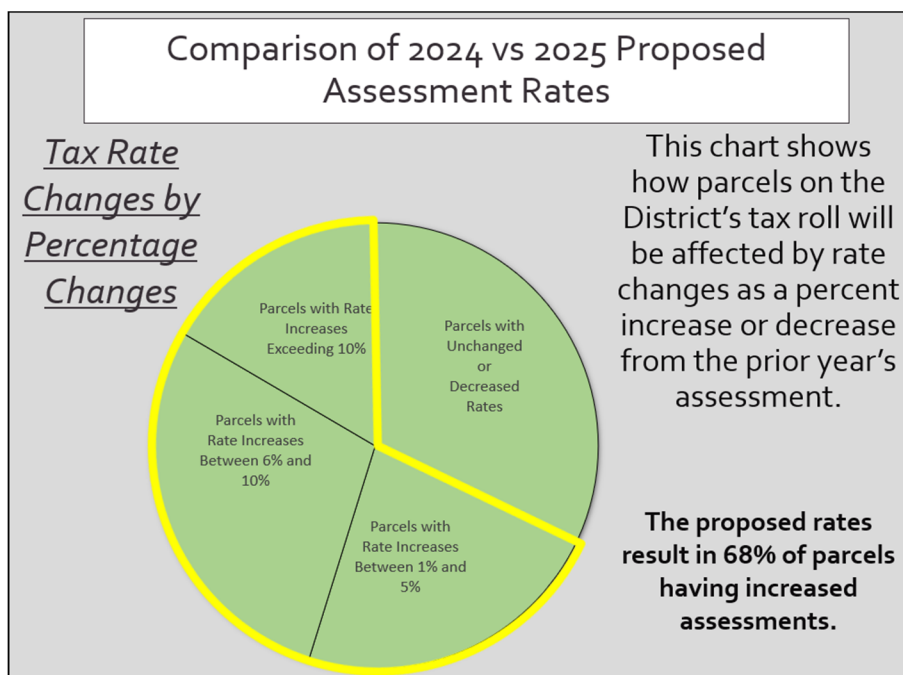 Comparison of 2024 vs 2025 Proposed
Assessment Rates
Tax Rate
Changes by
Percentage
Changes
This chart shows
how parcels on the
District's tax roll will
be affected by rate
changes as a percent
increase or decrease
from the prior year's
assessment.
Parcels with Rate
Increases
Exceeding 10%
Parcels with
Unchanged
or
Decreased
Rates
Parcels with
Rate Increases
Between 6% and
10%
Parcels with
Rate Increases
Between 1% and
5%
The proposed rates
result in 68% of parcels
having increased
assessments.